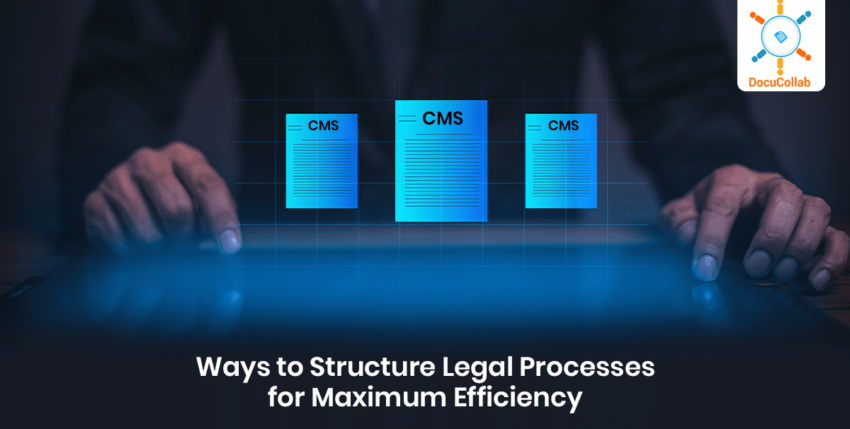 DocuCollab
CMS
CMS
CMS
Ways to Structure Legal Processes
for Maximum Efficiency